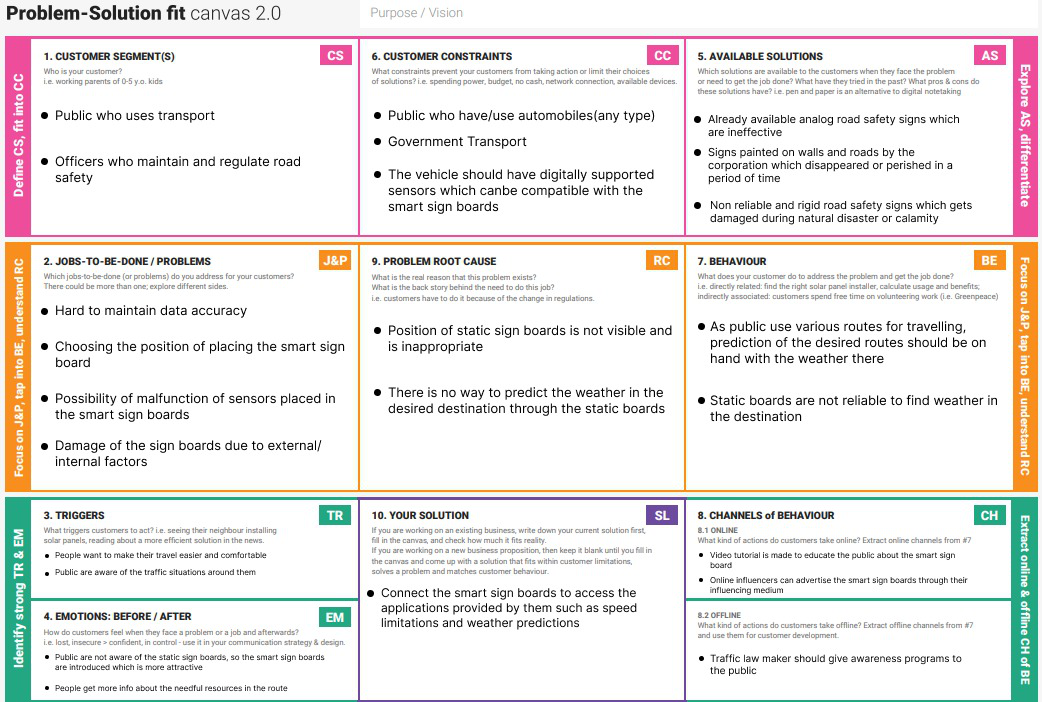 Problem-Solution fit canvas 2.0
Purpose / Vision
Define CS, fit into CC
1. CUSTOMER SEGMENT(S)
CS
Who is your customer?
i.e. working parents of 0-5 y.o. kids
• Public who uses transport
• Officers who maintain and regulate road
safety
6. CUSTOMER CONSTRAINTS
CC
What constraints prevent your customers from taking action or limit their choices
of solutions? i.e. spending power, budget, no cash, network connection, available devices.
• Public who have/use automobiles(any type)
• Government Transport
• The vehicle should have digitally supported
sensors which canbe compatible with the
smart sign boards
5. AVAILABLE SOLUTIONS
AS
Which solutions are available to the customers when they face the problem
or need to get the job done? What have they tried in the past? What pros & cons do
these solutions have? i.e. pen and paper is an alternative to digital notetaking
• Already available analog road safety signs which
are ineffective
• Signs painted on walls and roads by the
corporation which disappeared or perished in a
period of time
• Non reliable and rigid road safety signs which gets
damaged during natural disaster or calamity
Explore AS, differentiate
Focus on J&P, tap into BE, understand RC
2. JOBS-TO-BE-DONE / PROBLEMS
J&P
Which jobs-to-be-done (or problems) do you address for your customers?
There could be more than one; explore different sides.
• Hard to maintain data accuracy
• Choosing the position of placing the smart sign
board
• Possibility of malfunction of sensors placed in
the smart sign boards
• Damage of the sign boards due to external/
internal factors
9. PROBLEM ROOT CAUSE
RC
What is the real reason that this problem exists?
What is the back story behind the need to do this job?
i.e. customers have to do it because of the change in regulations.
• Position of static sign boards is not visible and
is inappropriate
• There is no way to predict the weather in the
desired destination through the static boards
7. BEHAVIOUR
BE
What does your customer do to address the problem and get the job done?
i.e. directly related: find the right solar panel installer, calculate usage and benefits;
indirectly associated: customers spend free time on volunteering work (i.e. Greenpeace)
• As public use various routes for travelling,
prediction of the desired routes should be on
hand with the weather there
• Static boards are not reliable to find weather in
the destination
Focus on J&P, tap into BE, understand RC
Identify strong TR & EM
3. TRIGGERS
TR
What triggers customers to act? i.e. seeing their neighbour installing
solar panels, reading about a more efficient solution in the news.
• People want to make their travel easier and comfortable
• Public are aware of the traffic situations around them
4. EMOTIONS: BEFORE / AFTER
EM
How do customers feel when they face a problem or a job and afterwards?
i.e. lost, insecure > confident, in control - use it in your communication strategy & design.
• Public are not aware of the static sign boards, so the smart sign boards
are introduced which is more attractive
• People get more info about the needful resources in the route
10. YOUR SOLUTION
SL
If you are working on an existing business, write down your current solution first,
fill in the canvas, and check how much it fits reality.
If you are working on a new business proposition, then keep it blank until you fill in
the canvas and come up with a solution that fits within customer limitations,
solves a problem and matches customer behaviour.
• Connect the smart sign boards to access the
applications provided by them such as speed
limitations and weather predictions
8. CHANNELS of BEHAVIOUR
CH
8.1 ONLINE
What kind of actions do customers take online? Extract online channels from #7
• Video tutorial is made to educate the public about the smart sign
board
• Online influencers can advertise the smart sign boards through their
influencing medium
8.2 OFFLINE
What kind of actions do customers take offline? Extract offline channels from #7
and use them for customer development.
• Traffic law maker should give awareness programs to
the public
Extract online & offline CH of BE